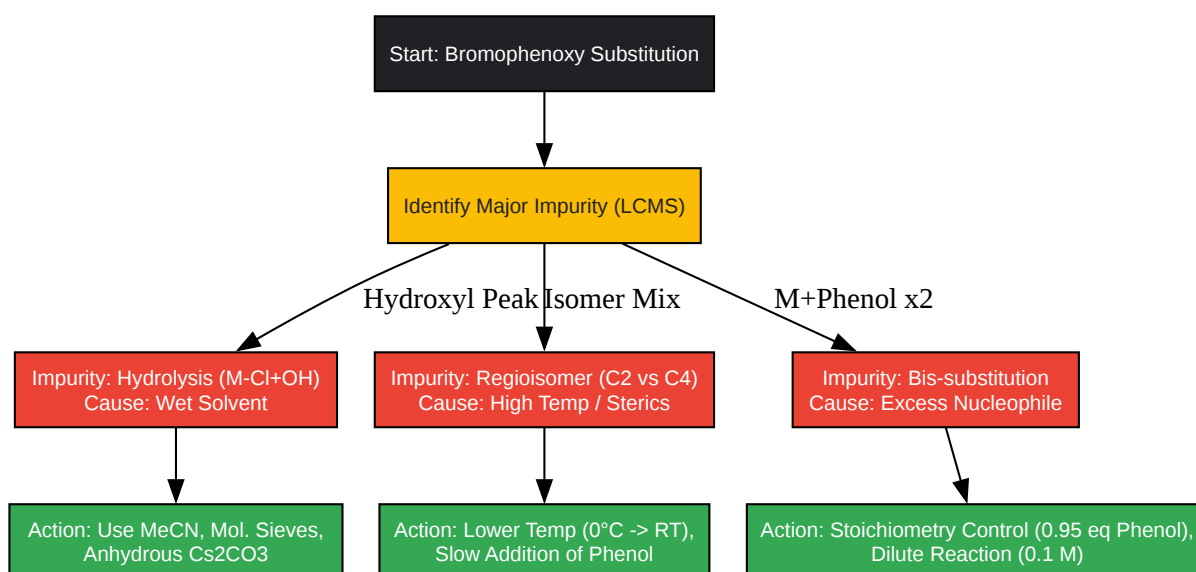 Start: Bromophenoxy Substitution
Identify Major Impurity (LCMS)
Hydroxyl Peak
Isomer Mix
M+Phenol x2
Impurity: Hydrolysis (M-Cl+OH)
Cause: Wet Solvent
Impurity: Regioisomer (C2 vs C4)
Cause: High Temp / Sterics
Impurity: Bis-substitution
Cause: Excess Nucleophile
Action: Use MeCN, Mol. Sieves,
Anhydrous Cs2CO3
Action: Lower Temp (0°C -> RT),
Slow Addition of Phenol
Action: Stoichiometry Control (0.95 eq Phenol),
Dilute Reaction (0.1 M)